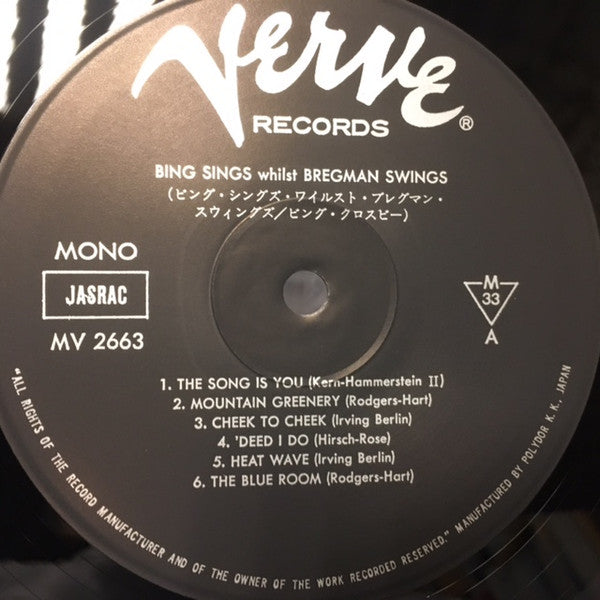 Verve
RECORDS ®
BING SINGS whilst BREGMAN SWINGS
(ビング・シングズ・ワイルスト・ブレグマン・
スウィングズ/ビング・クロスビー)
MONO
JASRAC
MV 2663
M
33
A
1. THE SONG IS YOU (Kern-Hammerstein II)
2. MOUNTAIN GREENERY (Rodgers-Hart)
3. CHEEK TO CHEEK (Irving Berlin)
4. 'DEED I DO (Hirsch-Rose)
5. HEAT WAVE (Irving Berlin)
6. THE BLUE ROOM (Rodgers-Hart)
"ALL RIGHTS OF THE RECORD MANUFACTURER AND OF THE OWNER OF THE WORK RECORDED RESERVED." MANUFACTURED BY POLYDOR K. K., JAPAN